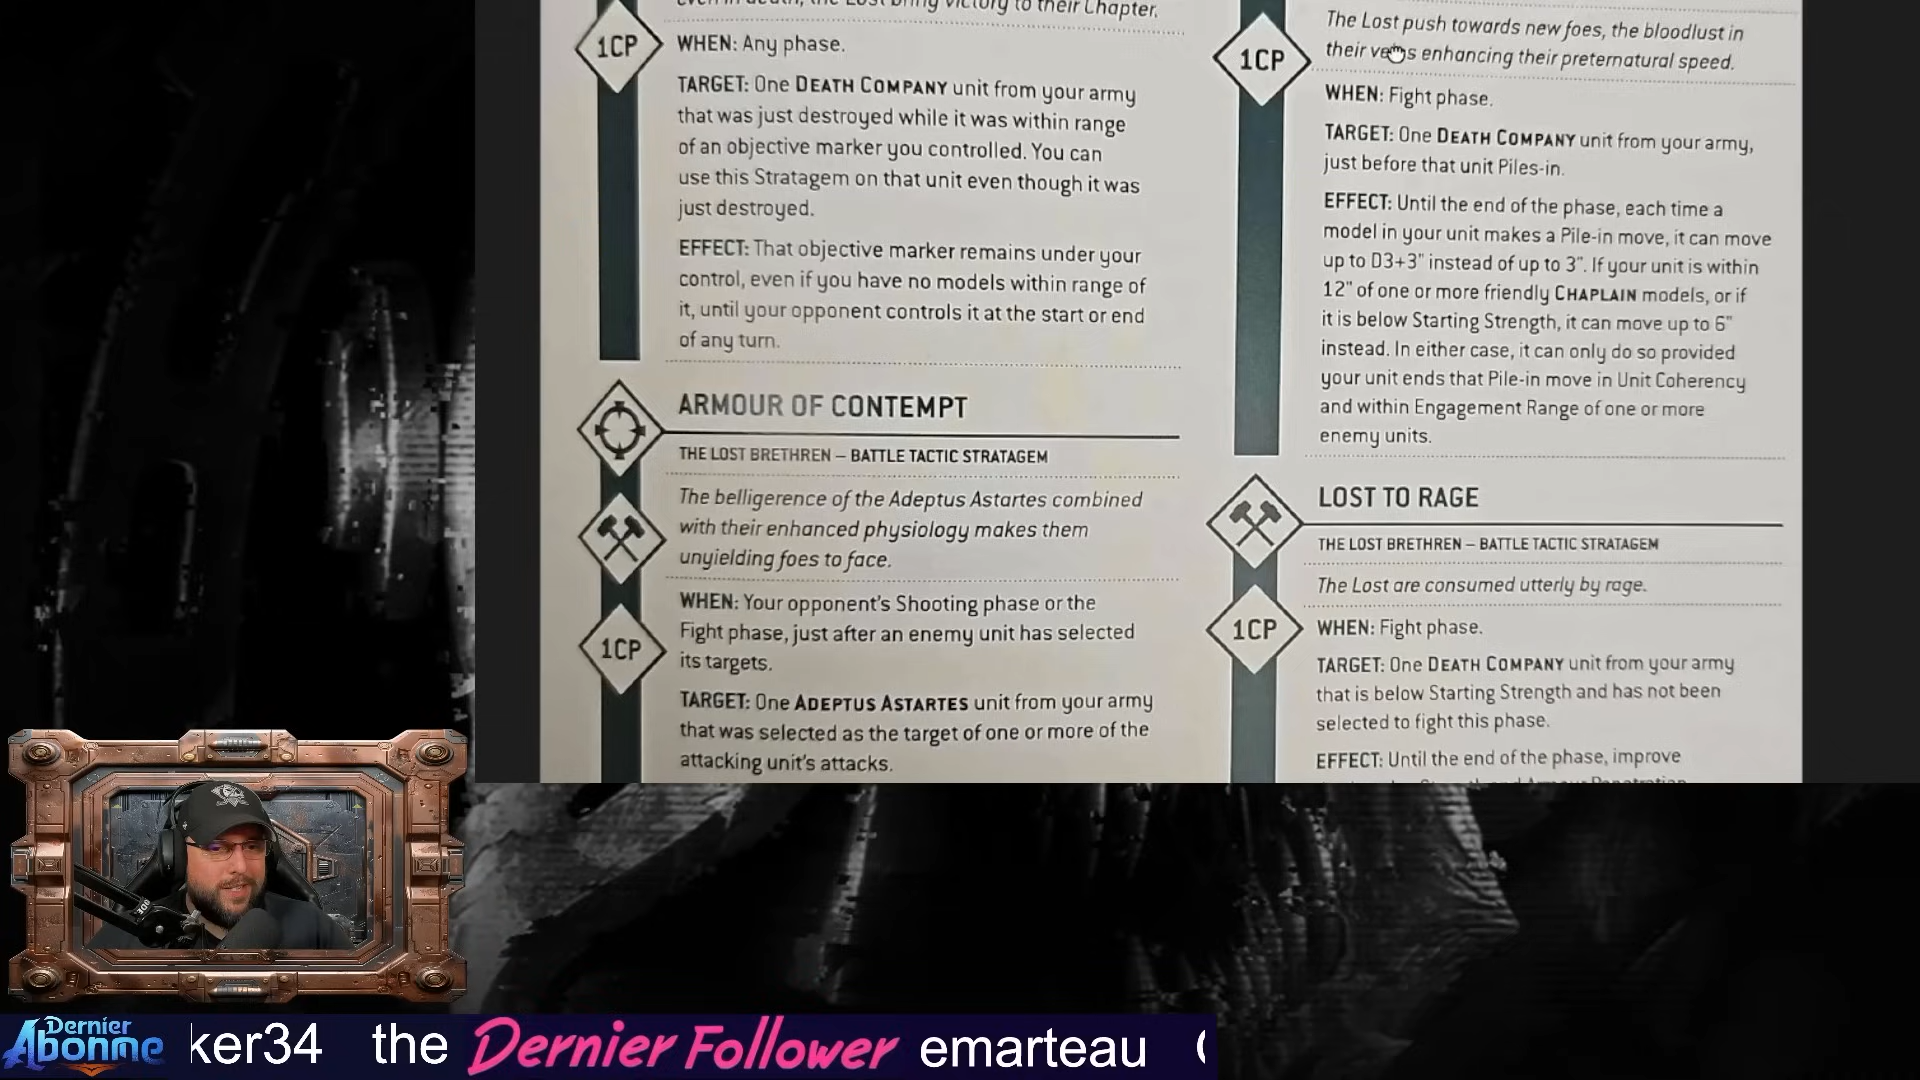 even in death, the Lost bring victory to their Chapter.
1CP
WHEN: Any phase.
TARGET: One DEATH COMPANY unit from your army
that was just destroyed while it was within range
of an objective marker you controlled. You can
use this Stratagem on that unit even though it was
just destroyed.
EFFECT: That objective marker remains under your
control, even if you have no models within range of
it, until your opponent controls it at the start or end
of any turn.
ARMOUR OF CONTEMPT
THE LOST BRETHREN – BATTLE TACTIC STRATAGEM
The belligerence of the Adeptus Astartes combined
with their enhanced physiology makes them
unyielding foes to face.
1CP
WHEN: Your opponent's Shooting phase or the
Fight phase, just after an enemy unit has selected
its targets.
TARGET: One ADEPTUS ASTARTES unit from your army
that was selected as the target of one or more of the
attacking unit's attacks.
The Lost push towards new foes, the bloodlust in
their veins enhancing their preternatural speed.
1CP
WHEN: Fight phase.
TARGET: One DEATH COMPANY unit from your army,
just before that unit Piles-in.
EFFECT: Until the end of the phase, each time a
model in your unit makes a Pile-in move, it can move
up to D3+3" instead of up to 3". If your unit is within
12" of one or more friendly CHAPLAIN models, or if
it is below Starting Strength, it can move up to 6"
instead. In either case, it can only do so provided
your unit ends that Pile-in move in Unit Coherency
and within Engagement Range of one or more
enemy units.
LOST TO RAGE
THE LOST BRETHREN – BATTLE TACTIC STRATAGEM
The Lost are consumed utterly by rage.
1CP
WHEN: Fight phase.
TARGET: One DEATH COMPANY unit from your army
that is below Starting Strength and has not been
selected to fight this phase.
EFFECT: Until the end of the phase, improve
Dernier
Abonné
ker34 the Dernier Follower emarteau